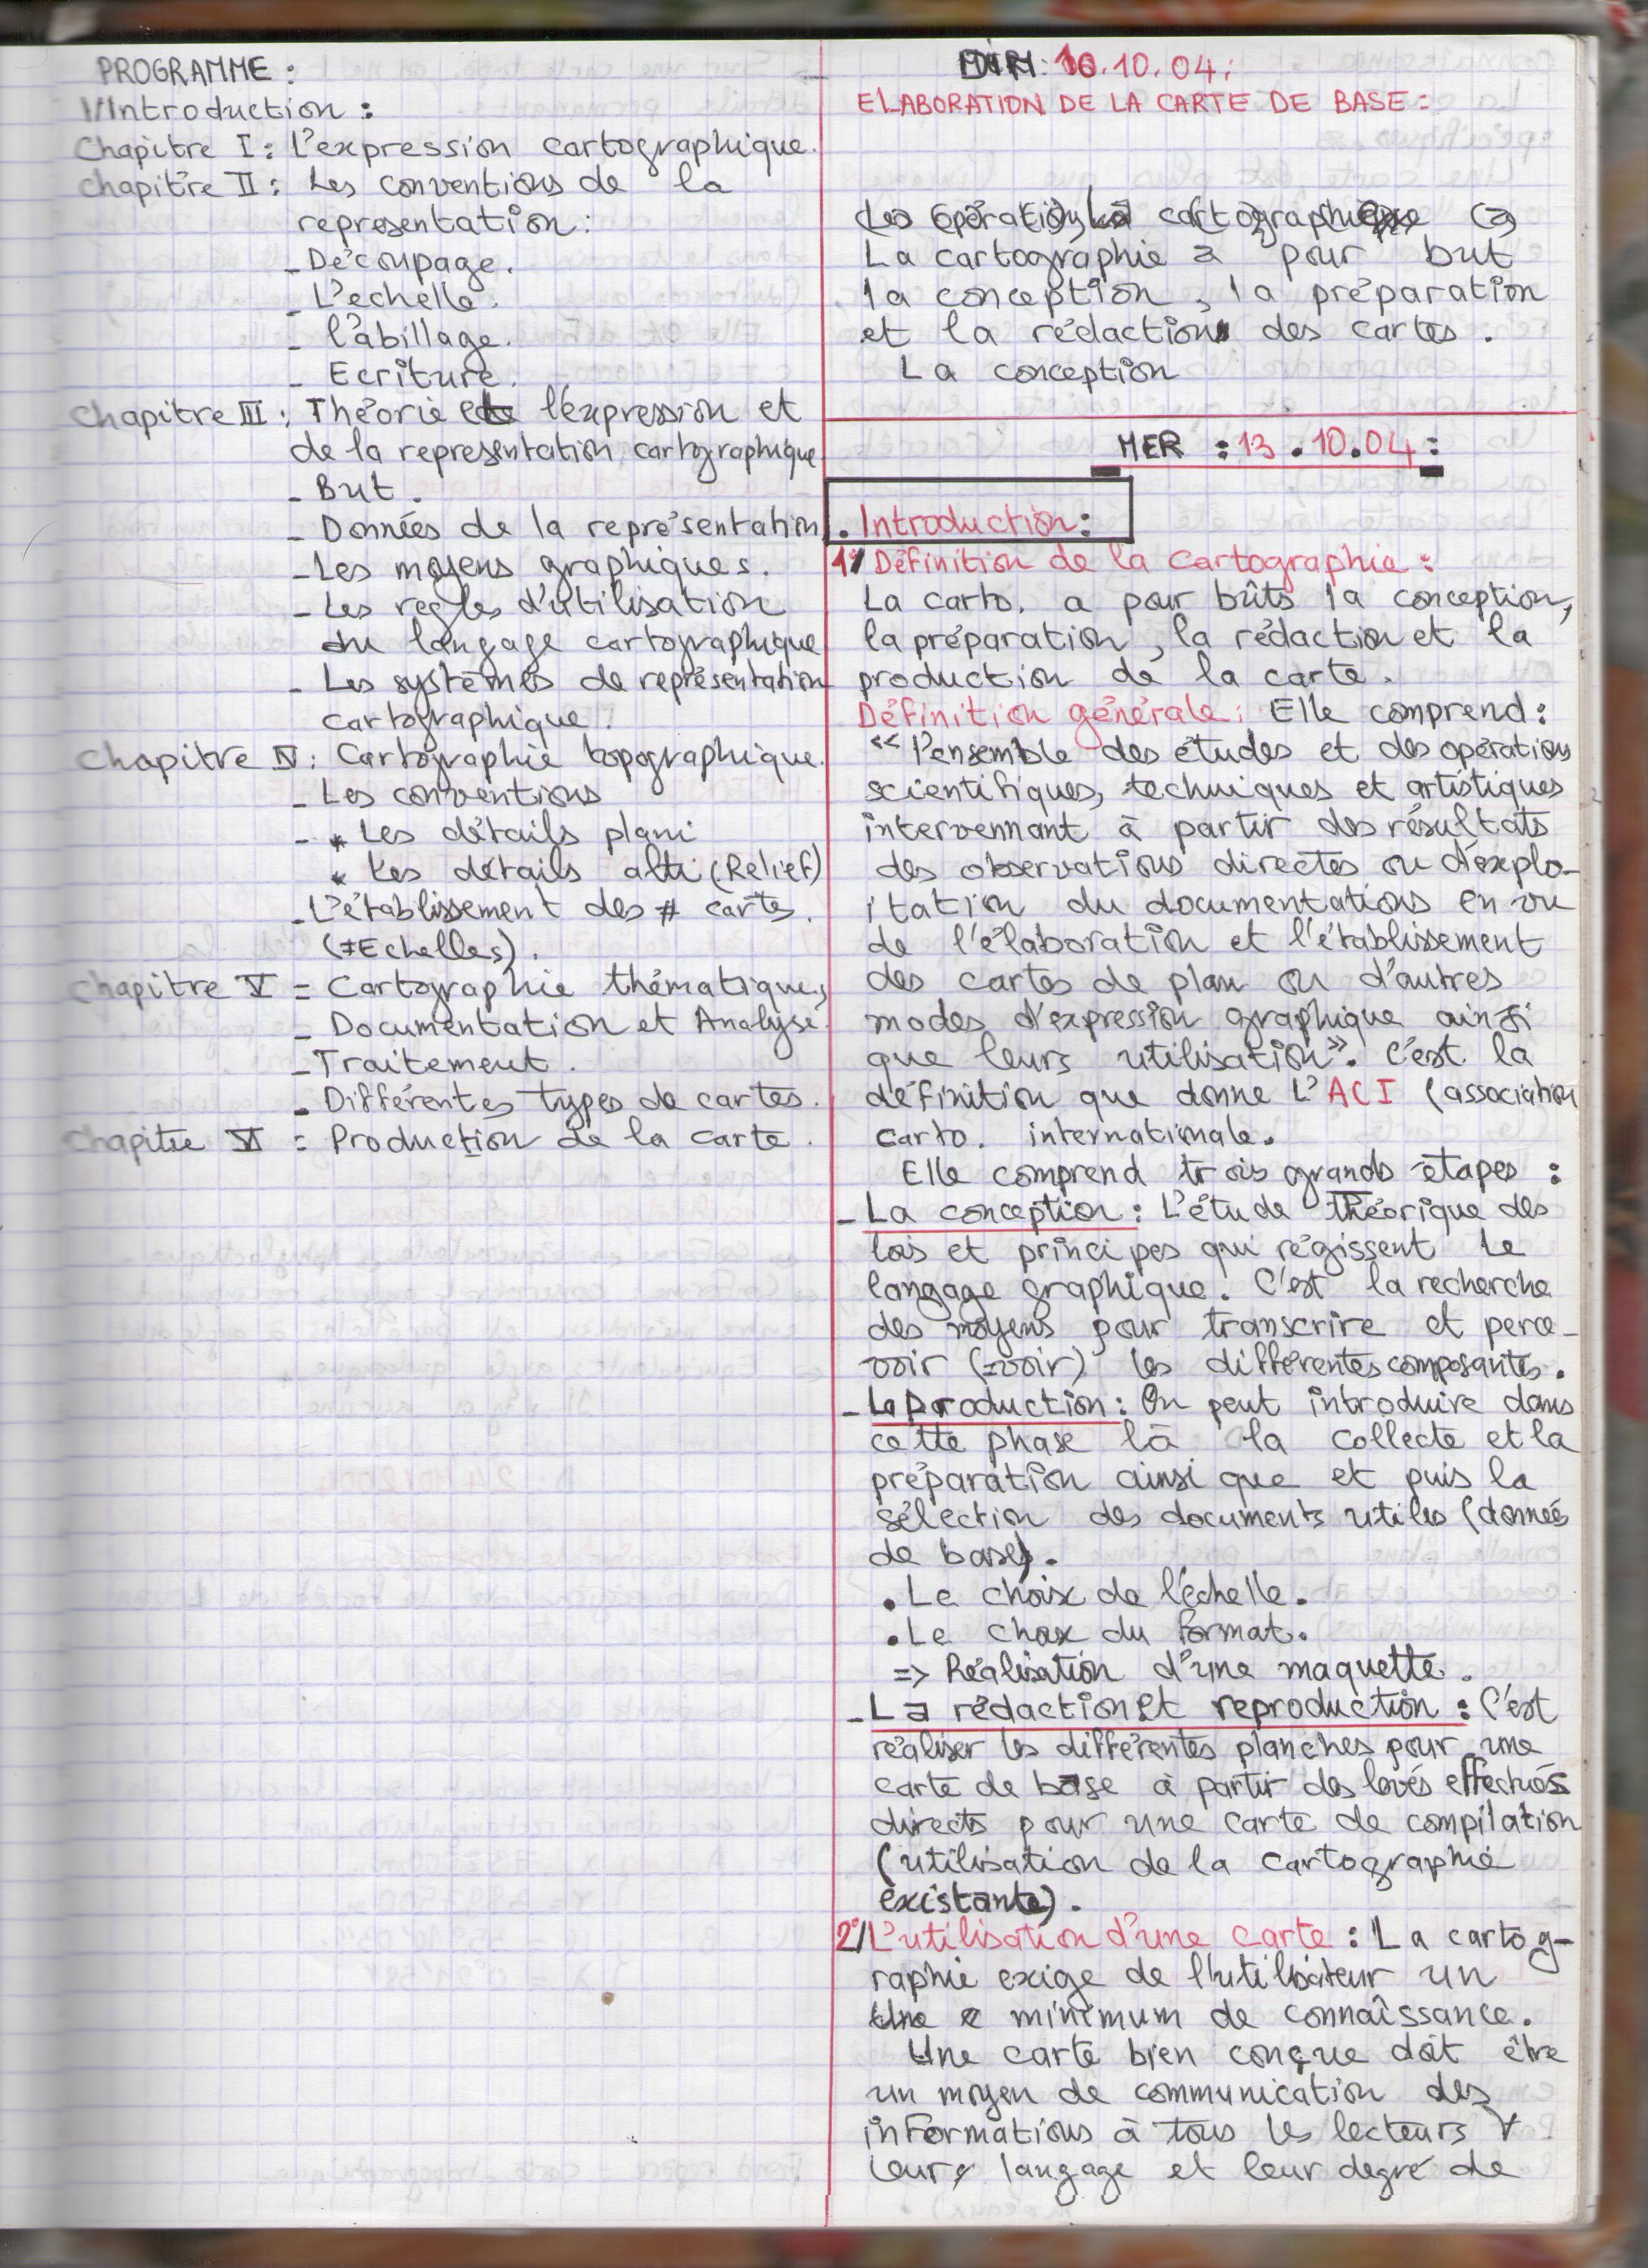 PROGRAMME :
I/Introduction :
Chapitre I : L'expression cartographique.
Chapitre II : Les conventions de la
representation :
- Découpage.
- L'echelle.
- l'abillage.
- Ecriture.
Chapitre III : Théorie l'expression et
de la representation cartographique
- But.
- Données de la représentation
- Les moyens graphiques.
- Les regles d'utilisation
du langage cartographique
- Les systèmes de représentation
cartographique.
Chapitre IV : Cartographie topographique.
- Les conventions
- * Les détails plani
* Les détails alti (Relief)
- L'établissement des ≠ cartes.
(≠Echelles).
Chapitre V = Cartographie thématique,
- Documentation et Analyse.
- Traitement.
- Différentes types de cartes.
Chapitre VI = Production de la carte.
10.10.04 :
ELABORATION DE LA CARTE DE BASE :
Les opérations cartographique
La cartographie a pour but
la conception, la préparation
et la rédaction des cartes.
La conception
MER : 13.10.04 :
. Introduction :
1°/ Définition de la cartographie :
La carto. a pour bûts la conception,
la préparation, la rédaction et la
production de la carte.
Définition générale : Elle comprend :
<< l'ensemble des études et des opérations
scientifiques, techniques et artistiques
intervennant à partir des résultats
des observations directes ou d'explo-
itation du documentations en vu
de l'élaboration et l'établissement
des cartes de plan ou d'autres
modes d'expression graphique ainsi
que leurs utilisation>>. C'est la
définition que donne L'ACI (association
carto. internationale.
Elle comprend trois grands étapes :
- La conception : L'étude théorique des
lois et principes qui régissent le
langage graphique. C'est la recherche
des moyens pour transcrire et perce-
voir (=voir) les différentes composantes.
- La production : On peut introduire dans
cette phase là la collecte et la
préparation ainsi que et puis la
sélection des documents utiles (données
de base).
. Le choix de l'échelle.
. Le choix du format.
=> Réalisation d'une maquette.
- La rédaction et reproduction : C'est
réaliser les différentes planches pour une
carte de base à partir des levés effectués
directs pour une carte de compilation
(utilisation de la cartographie
existante).
2°/ L'utilisation d'une carte : La cartog-
raphie exige de l'utilisateur un
minimum de connaîssance.
Une carte bien conçue doit être
un moyen de communication des
informations à tous les lecteurs ∀
leur langage et leur degré de